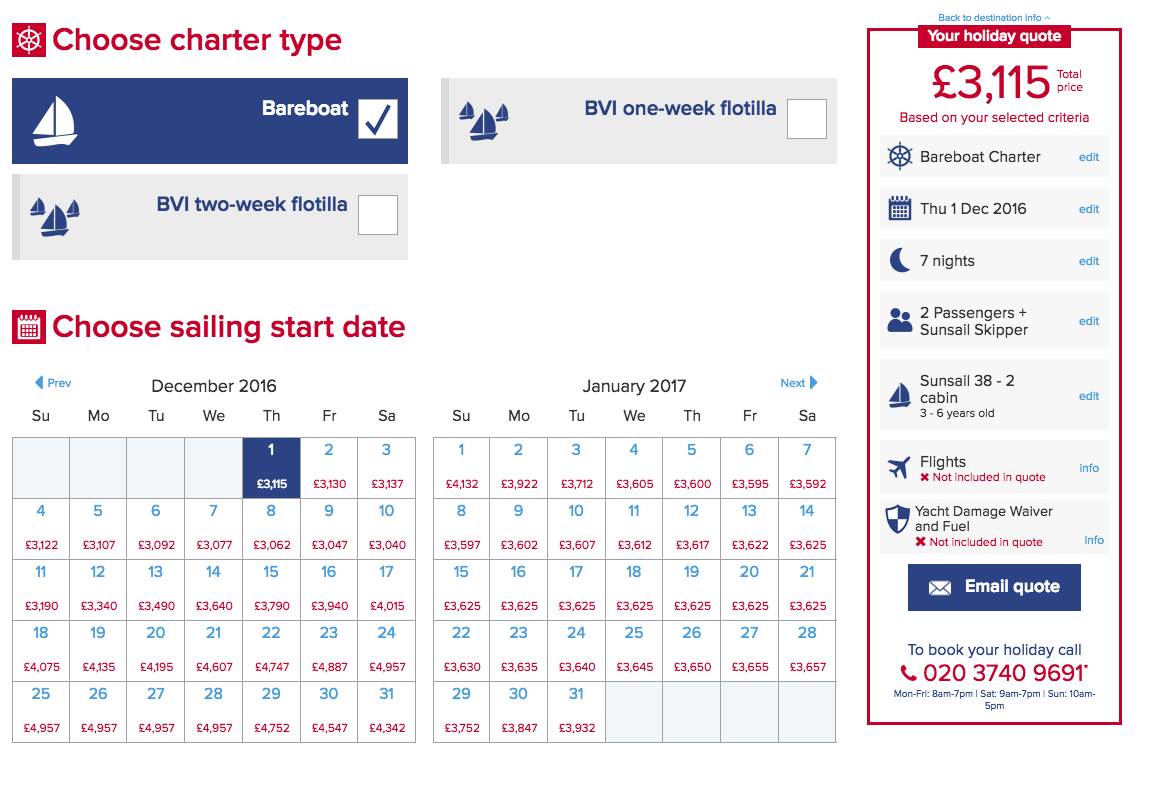 Back to destination info
Choose charter type
Bareboat
BVI one-week flotilla
BVI two-week flotilla
Choose sailing start date
Prev
December 2016
Su Mo Tu We Th Fr Sa
1 2 3
£3,115 £3,130 £3,137
4 5 6 7 8 9 10
£3,122 £3,107 £3,092 £3,077 £3,062 £3,047 £3,040
11 12 13 14 15 16 17
£3,190 £3,340 £3,490 £3,640 £3,790 £3,940 £4,015
18 19 20 21 22 23 24
£4,075 £4,135 £4,195 £4,607 £4,747 £4,887 £4,957
25 26 27 28 29 30 31
£4,957 £4,957 £4,957 £4,957 £4,752 £4,547 £4,342
January 2017
Next
Su Mo Tu We Th Fr Sa
1 2 3 4 5 6 7
£4,132 £3,922 £3,712 £3,605 £3,600 £3,595 £3,592
8 9 10 11 12 13 14
£3,597 £3,602 £3,607 £3,612 £3,617 £3,622 £3,625
15 16 17 18 19 20 21
£3,625 £3,625 £3,625 £3,625 £3,625 £3,625 £3,625
22 23 24 25 26 27 28
£3,630 £3,635 £3,640 £3,645 £3,650 £3,655 £3,657
29 30 31
£3,752 £3,847 £3,932
Your holiday quote
£3,115 Total
price
Based on your selected criteria
Bareboat Charter edit
Thu 1 Dec 2016 edit
7 nights edit
2 Passengers +
Sunsail Skipper edit
Sunsail 38 - 2
cabin edit
3 - 6 years old
Flights info
Not included in quote
Yacht Damage Waiver
and Fuel
Not included in quote info
Email quote
To book your holiday call
020 3740 9691*
Mon-Fri: 8am-7pm | Sat: 9am-7pm | Sun: 10am-
5pm